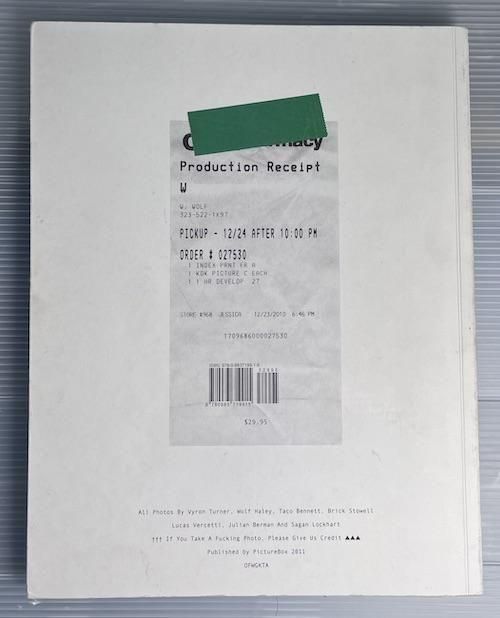 Production Receipt
W
W. WOLF
323-522-1X97
PICKUP - 12/24 AFTER 10:00 PM
ORDER # 027530
1 INDEX PRNT ER A
1 KDK PICTURE C EACH
1 1 HR DEVELOP 27
STORE #968 JESSICA 12/23/2010 6:46 PM
1709686000027530
$29.95
All Photos By Vyron Turner, Wolf Haley, Taco Bennett, Brick Stowell
Lucas Vercetti, Julian Berman And Sagan Lockhart
††† If You Take A Fucking Photo, Please Give Us Credit ▲▲▲
Published by PictureBox 2011
OFWGKTA